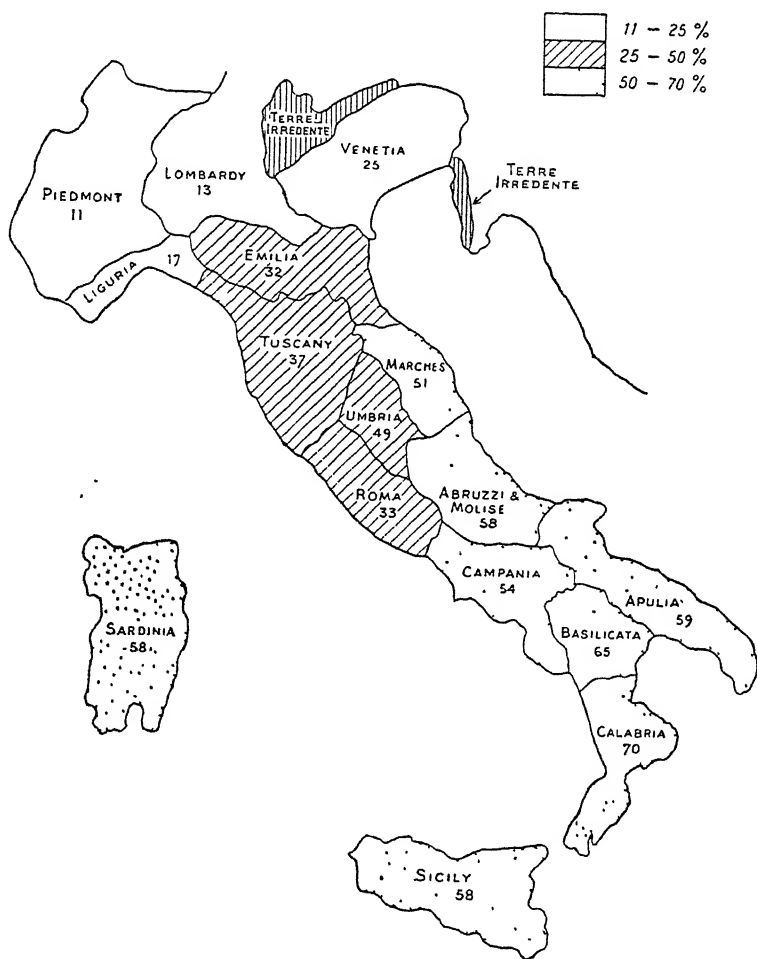 11 – 25 %
25 – 50 %
50 – 70 %
TERRE
IRREDENTE
VENETIA
25
TERRE
IRREDENTE
LOMBARDY
13
PIEDMONT
11
LIGURIA
17
EMILIA
32
TUSCANY
37
MARCHES
51
UMBRIA
49
ROMA
33
ABRUZZI &
MOLISE
58
CAMPANIA
54
APULIA
59
BASILICATA
65
SARDINIA
58
CALABRIA
70
SICILY
58